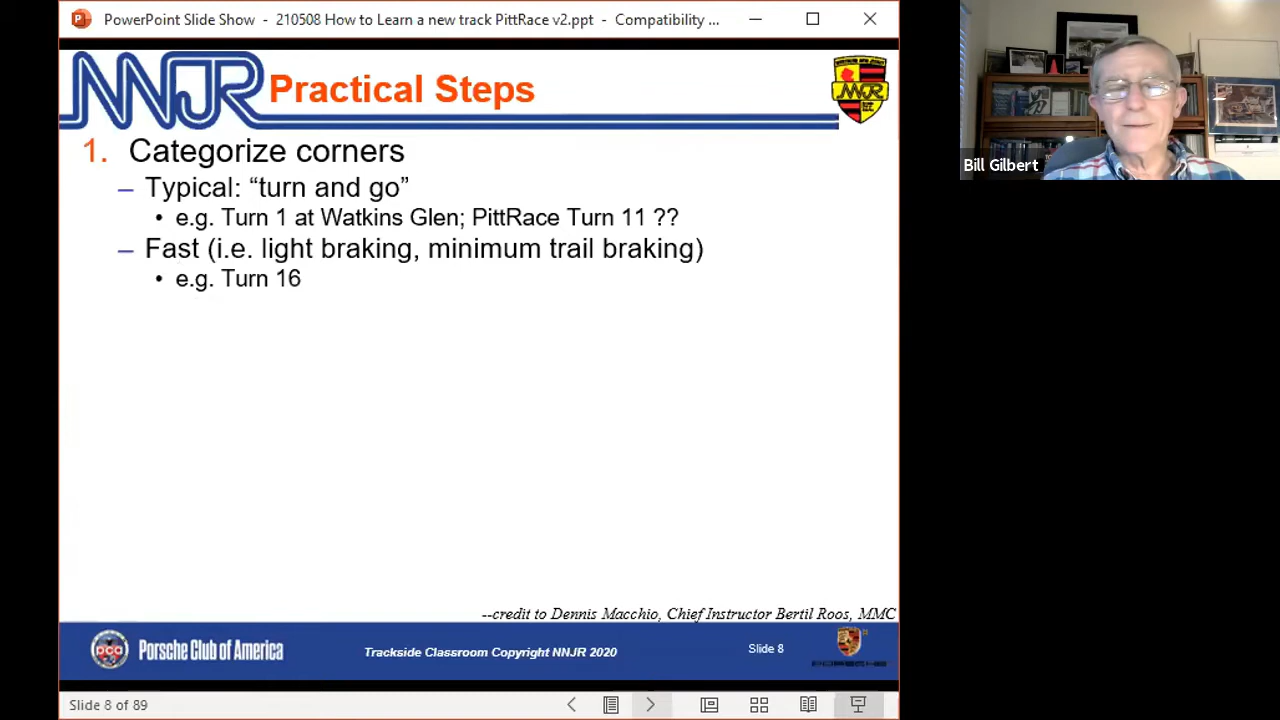 PowerPoint Slide Show - 210508 How to Learn a new track PittRace v2.ppt - Compatibility ...
NNJR Practical Steps
1. Categorize corners
– Typical: “turn and go”
• e.g. Turn 1 at Watkins Glen; PittRace Turn 11 ??
– Fast (i.e. light braking, minimum trail braking)
• e.g. Turn 16
--credit to Dennis Macchio, Chief Instructor Bertil Roos, MMC
pca Porsche Club of America
Trackside Classroom Copyright NNJR 2020
Slide 8
Slide 8 of 89
Bill Gilbert